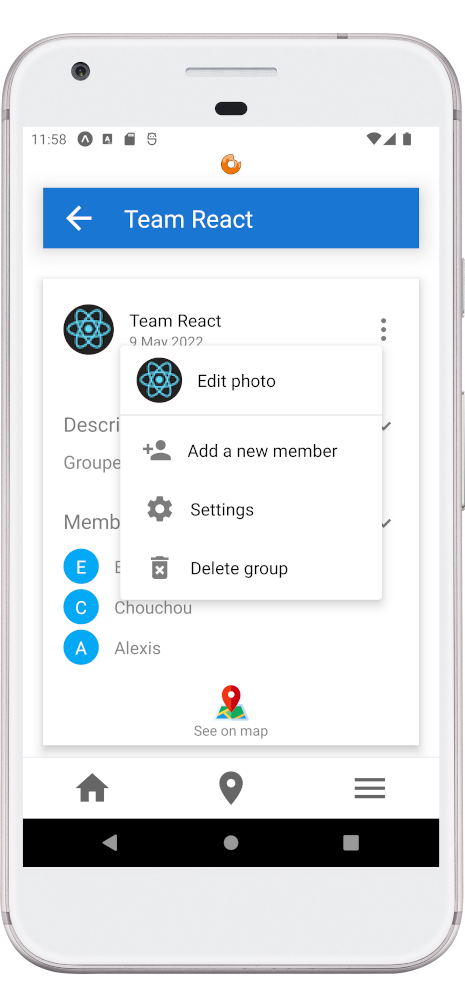 11:58
Team React
Team React
9 May 2022
Edit photo
Descri
Groupe
Add a new member
Settings
Memb
Delete group
E
C Chouchou
A Alexis
See on map